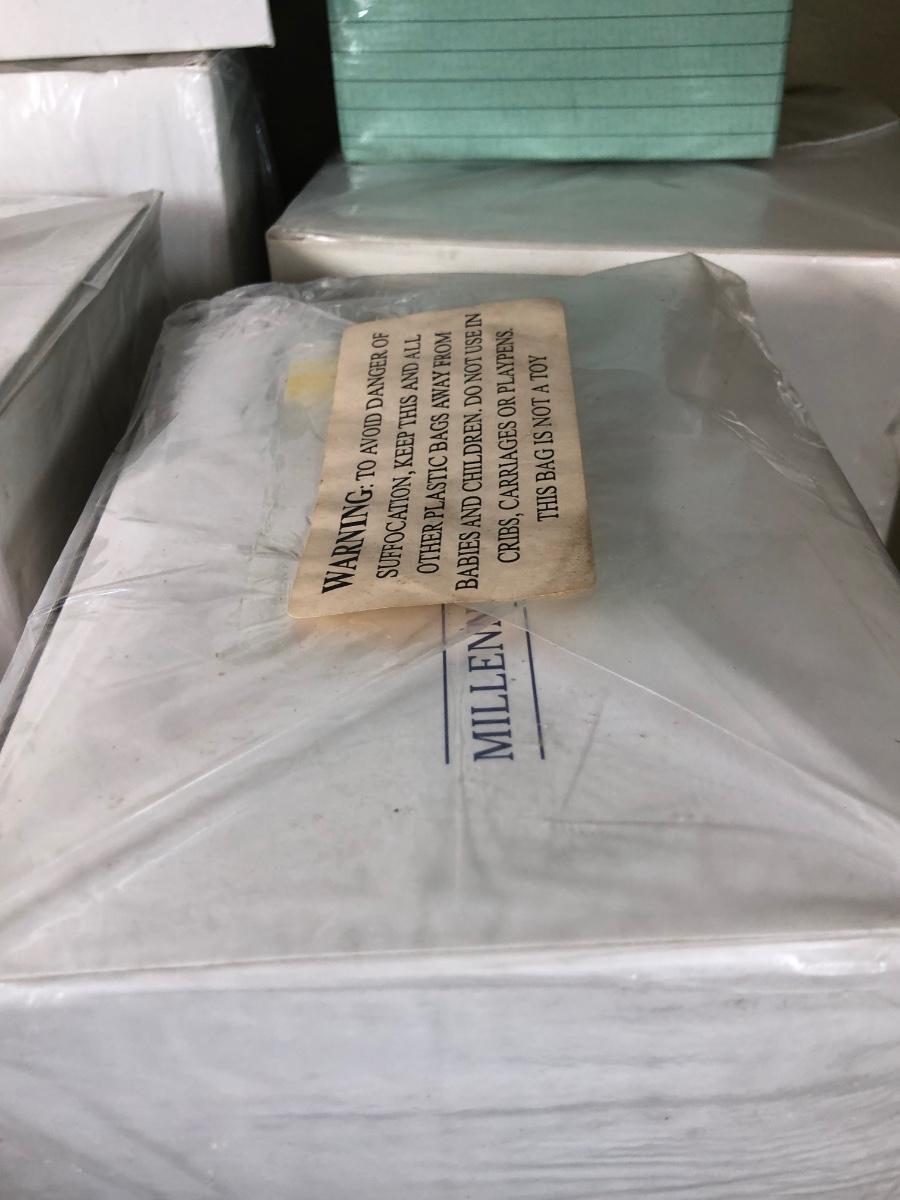 WARNING: TO AVOID DANGER OF
SUFFOCATION, KEEP THIS AND ALL
OTHER PLASTIC BAGS AWAY FROM
BABIES AND CHILDREN. DO NOT USE IN
CRIBS, CARRIAGES OR PLAYPENS.
THIS BAG IS NOT A TOY
MILLENN